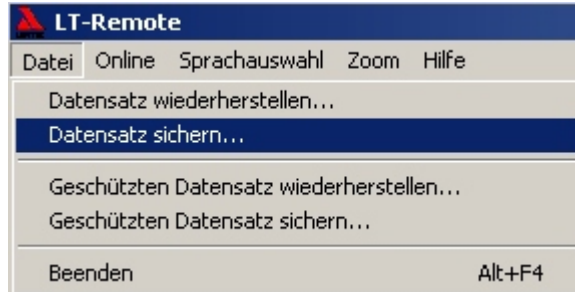 LT-Remote
Datei Online Sprachauswahl Zoom Hilfe
Datensatz wiederherstellen...
Datensatz sichern...
Geschützten Datensatz wiederherstellen...
Geschützten Datensatz sichern...
Beenden Alt+F4